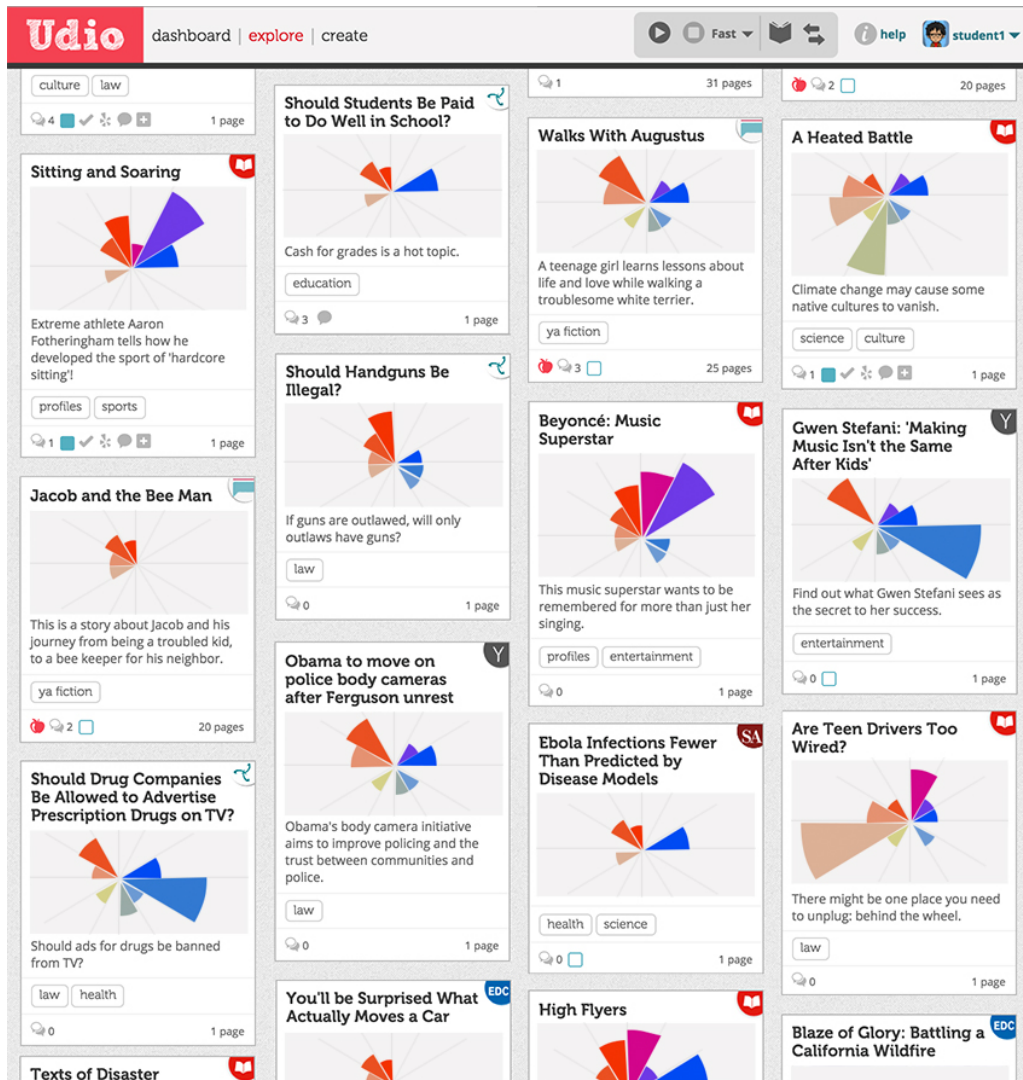 Udio
dashboard | explore | create
Fast
help
student1
culture
law
4
1 page
Sitting and Soaring
Extreme athlete Aaron
Fotheringham tells how he
developed the sport of 'hardcore
sitting'!
profiles
sports
1
1 page
Jacob and the Bee Man
This is a story about Jacob and his
journey from being a troubled kid,
to a bee keeper for his neighbor.
ya fiction
2
20 pages
Should Drug Companies
Be Allowed to Advertise
Prescription Drugs on TV?
Should ads for drugs be banned
from TV?
law
health
0
1 page
Texts of Disaster
Should Students Be Paid
to Do Well in School?
Cash for grades is a hot topic.
education
3
1 page
Should Handguns Be
Illegal?
If guns are outlawed, will only
outlaws have guns?
law
0
1 page
Y
Obama to move on
police body cameras
after Ferguson unrest
Obama's body camera initiative
aims to improve policing and the
trust between communities and
police.
law
0
1 page
EDC
You'll be Surprised What
Actually Moves a Car
1
31 pages
Walks With Augustus
A teenage girl learns lessons about
life and love while walking a
troublesome white terrier.
ya fiction
3
25 pages
Beyoncé: Music
Superstar
This music superstar wants to be
remembered for more than just her
singing.
profiles
entertainment
0
1 page
SA
Ebola Infections Fewer
Than Predicted by
Disease Models
health
science
0
1 page
High Flyers
2
20 pages
A Heated Battle
Climate change may cause some
native cultures to vanish.
science
culture
1
1 page
Y
Gwen Stefani: 'Making
Music Isn't the Same
After Kids'
Find out what Gwen Stefani sees as
the secret to her success.
entertainment
0
1 page
Are Teen Drivers Too
Wired?
There might be one place you need
to unplug: behind the wheel.
law
0
1 page
EDC
Blaze of Glory: Battling a
California Wildfire